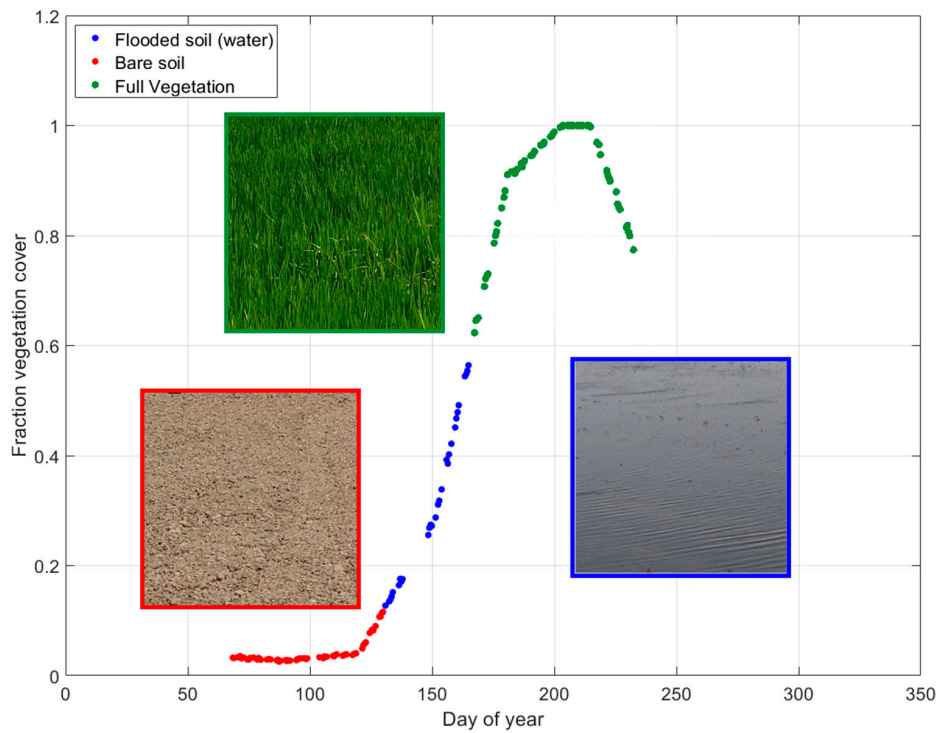 1.2
Flooded soil (water)
Bare soil
Full Vegetation
1
0.8
0.6
0.4
0.2
0
Fraction vegetation cover
0 50 100 150 200 250 300 350
Day of year